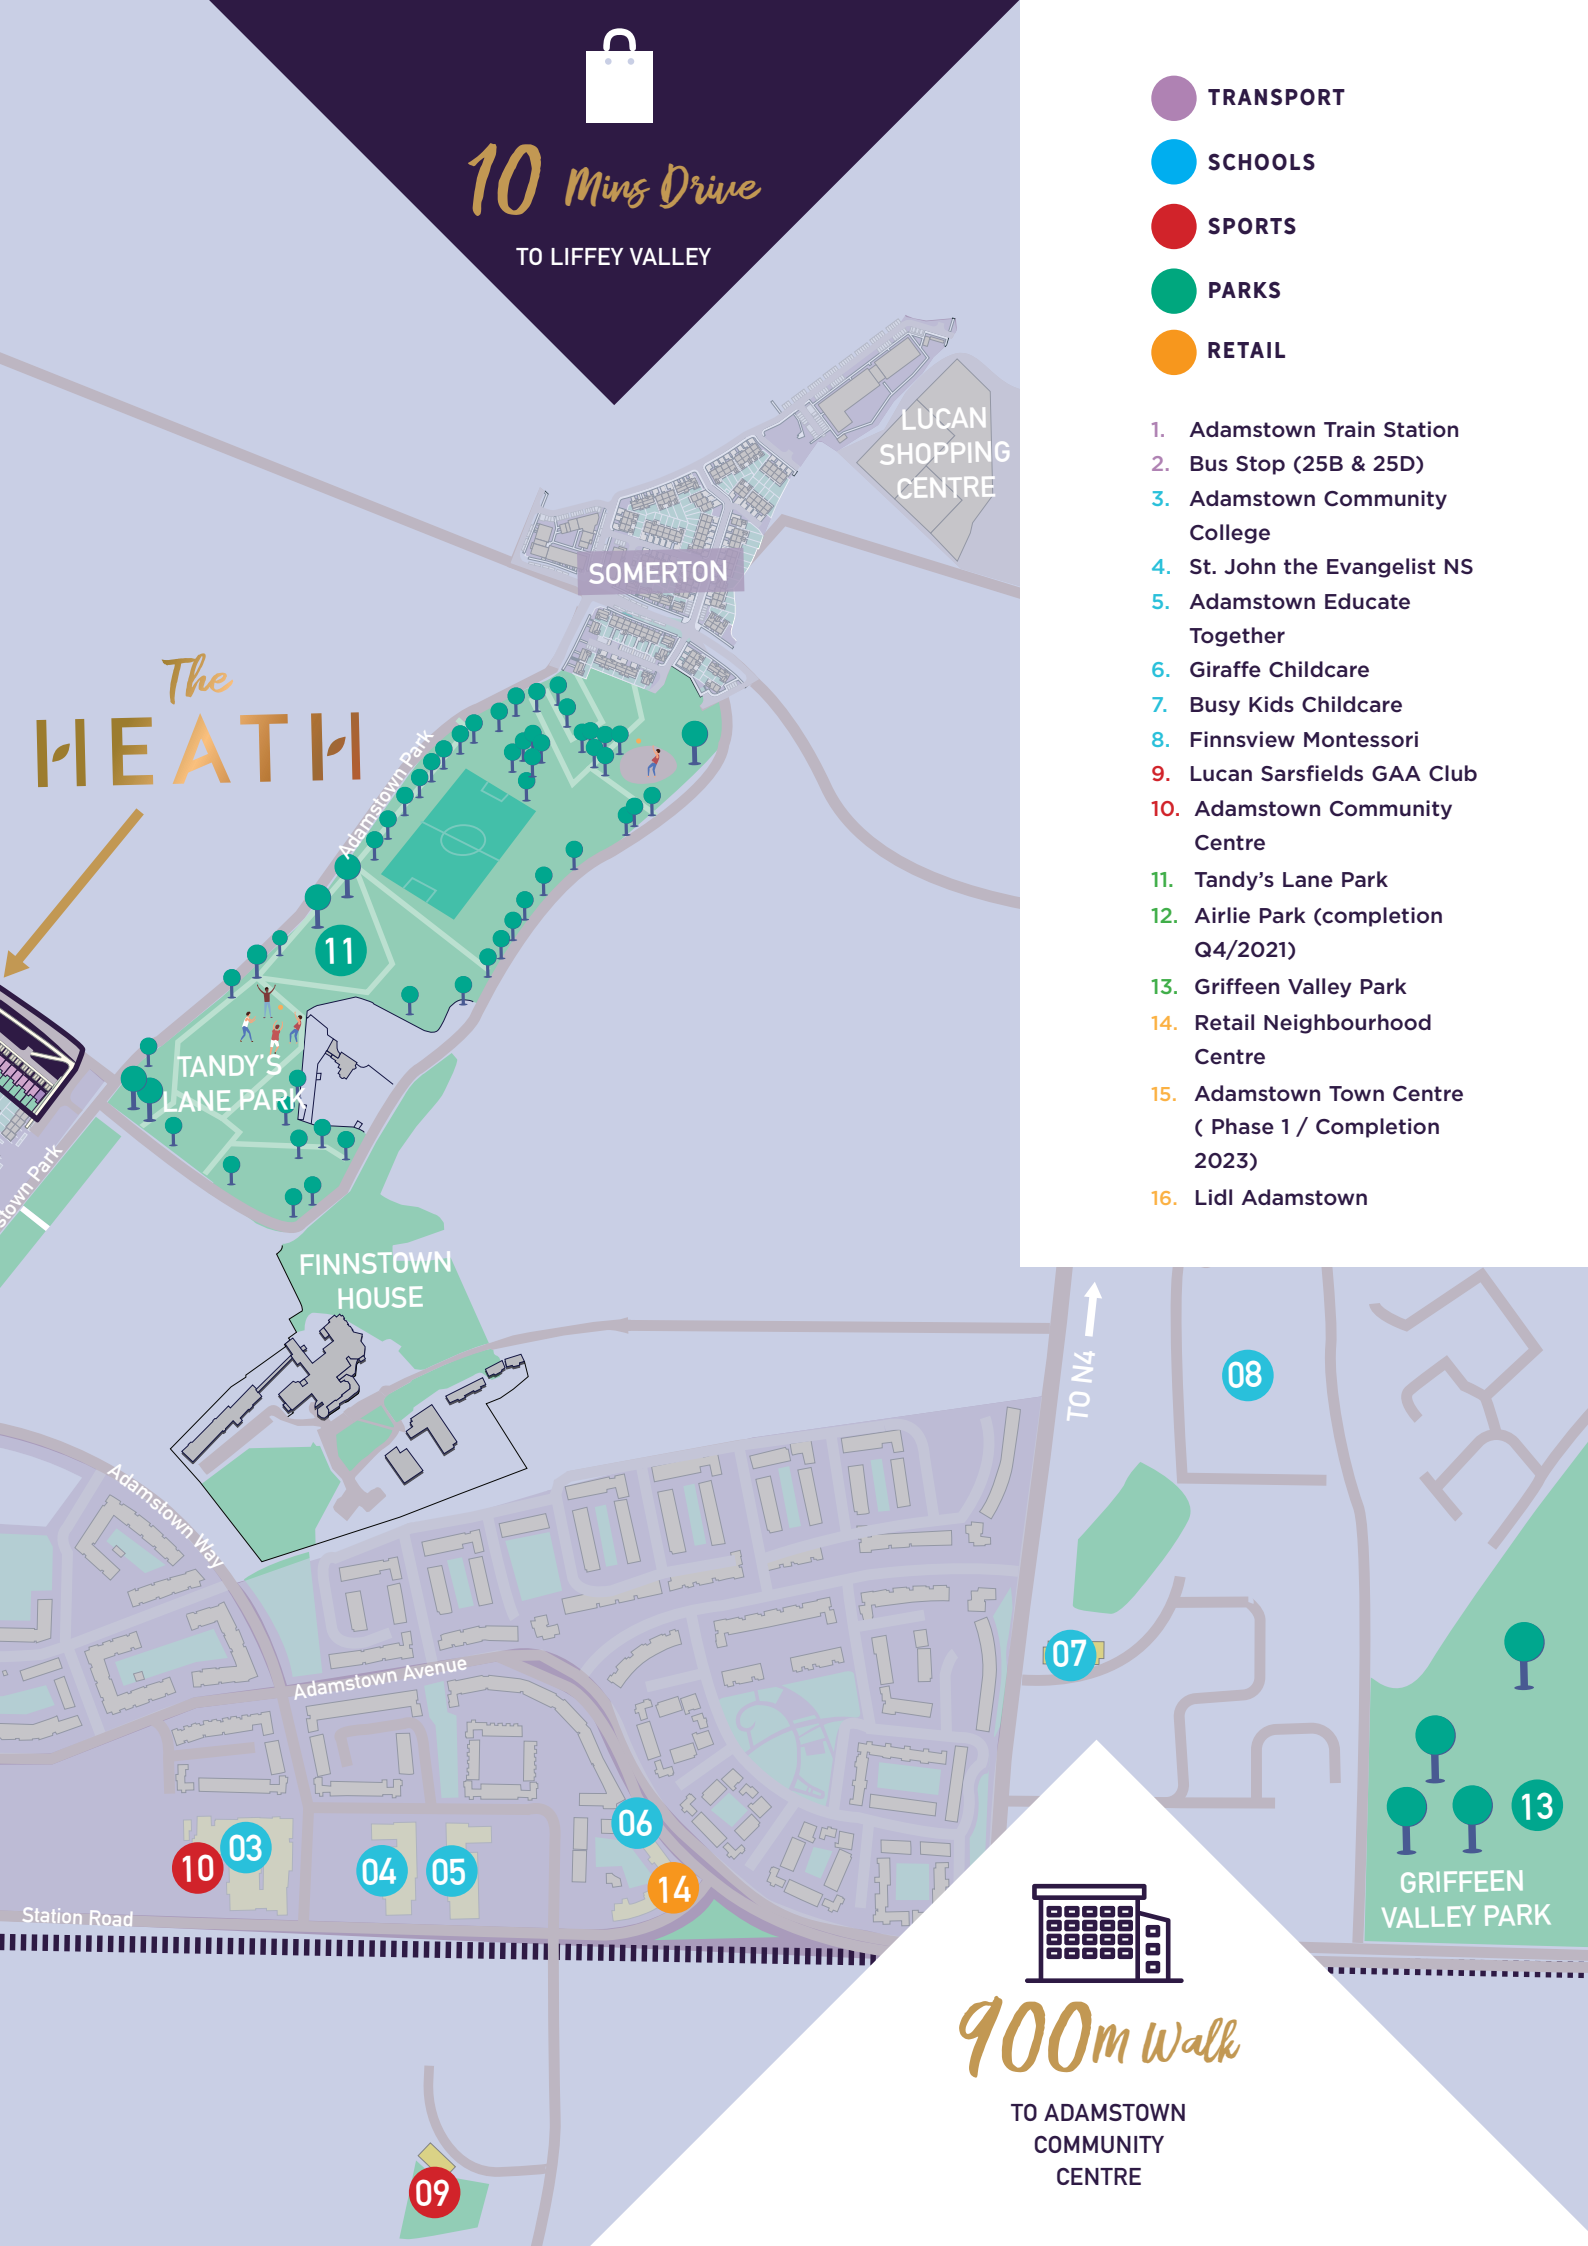 10 Mins Drive
TO LIFFEY VALLEY
TRANSPORT
SCHOOLS
SPORTS
PARKS
RETAIL
1. Adamstown Train Station
2. Bus Stop (25B & 25D)
3. Adamstown Community
College
4. St. John the Evangelist NS
5. Adamstown Educate
Together
6. Giraffe Childcare
7. Busy Kids Childcare
8. Finnsview Montessori
9. Lucan Sarsfields GAA Club
10. Adamstown Community
Centre
11. Tandy's Lane Park
12. Airlie Park (completion
Q4/2021)
13. Griffeen Valley Park
14. Retail Neighbourhood
Centre
15. Adamstown Town Centre
( Phase 1 / Completion
2023)
16. Lidl Adamstown
LUCAN
SHOPPING
CENTRE
SOMERTON
The
HEATH
Adamstown Park
11
TANDY'S
LANE PARK
stown Park
FINNSTOWN
HOUSE
TO N4
08
Adamstown Way
07
Adamstown Avenue
13
06
03
10
04
05
14
GRIFFEEN
VALLEY PARK
Station Road
900m Walk
TO ADAMSTOWN
COMMUNITY
CENTRE
09